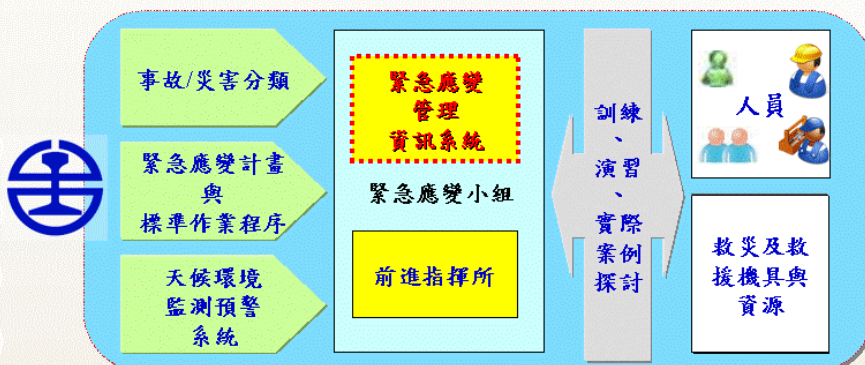 事故/災害分類
緊急應變計畫
與
標準作業程序
天候環境
監測預警
系統
緊急應變
管理
資訊系統
緊急應變小組
前進指揮所
訓練
、
演習
、
實際
案例
探討
人員
救災及救
援機具與
資源